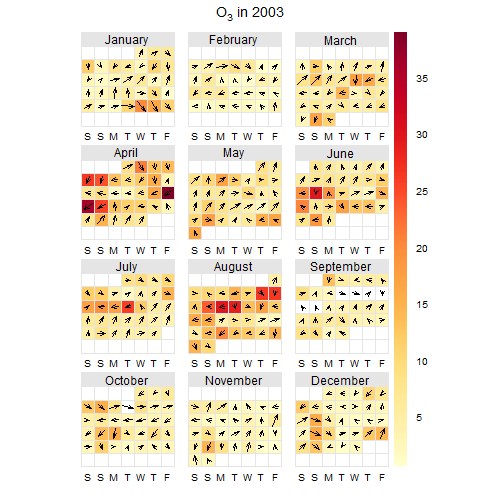 O3 in 2003
January February March
S S M T W T F S S M T W T F S S M T W T F
April May June
S S M T W T F S S M T W T F S S M T W T F
July August September
S S M T W T F S S M T W T F S S M T W T F
October November December
S S M T W T F S S M T W T F S S M T W T F
35
30
25
20
15
10
5